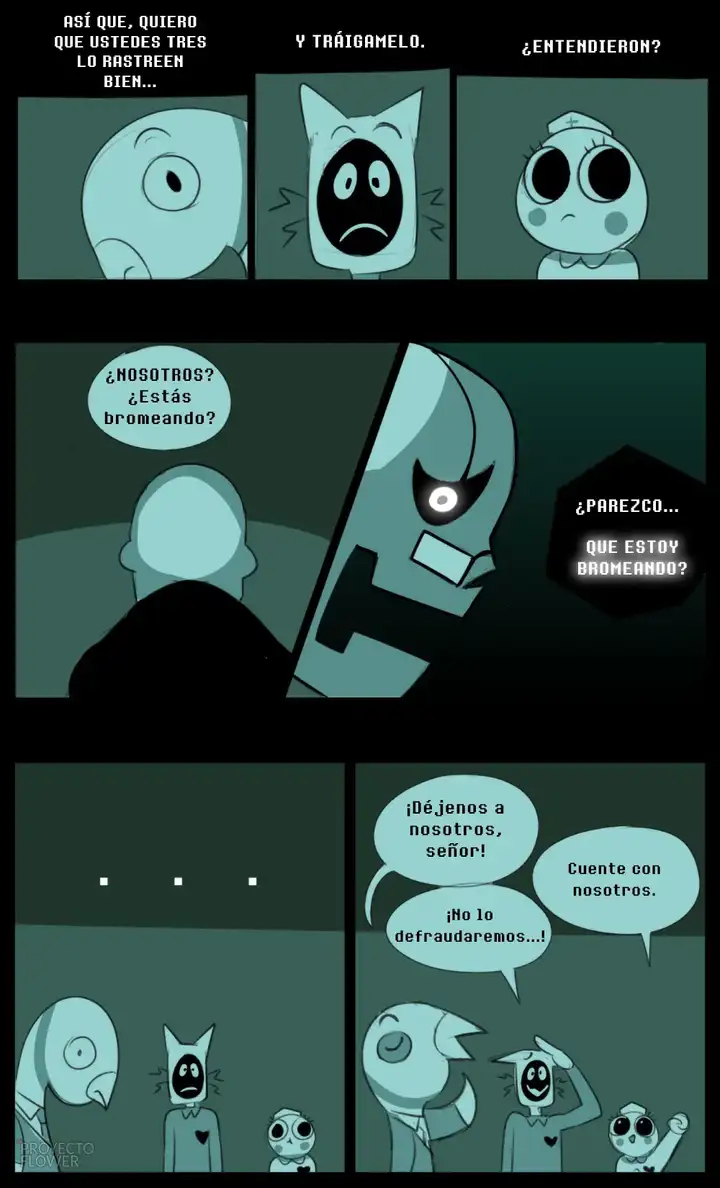 ASÍ QUE, QUIERO
QUE USTEDES TRES
LO RASTREEN
BIEN...
Y TRÁIGAMELO.
¿ENTENDIERON?
¿NOSOTROS?
¿Estás
bromeando?
¿PAREZCO...
QUE ESTOY
BROMEANDO?
. . .
¡Déjenos a
nosotros,
señor!
Cuente con
nosotros.
¡No lo
defraudaremos...!
PROYECTO
FLOWER